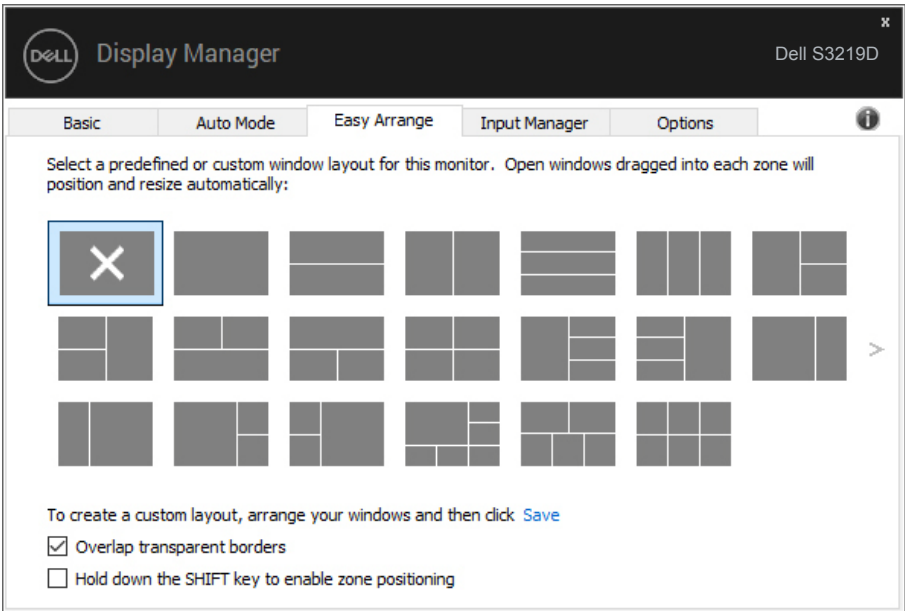 x
DELL Display Manager
Dell S3219D
Basic Auto Mode Easy Arrange Input Manager Options
Select a predefined or custom window layout for this monitor. Open windows dragged into each zone will
position and resize automatically:
To create a custom layout, arrange your windows and then click Save
Overlap transparent borders
Hold down the SHIFT key to enable zone positioning